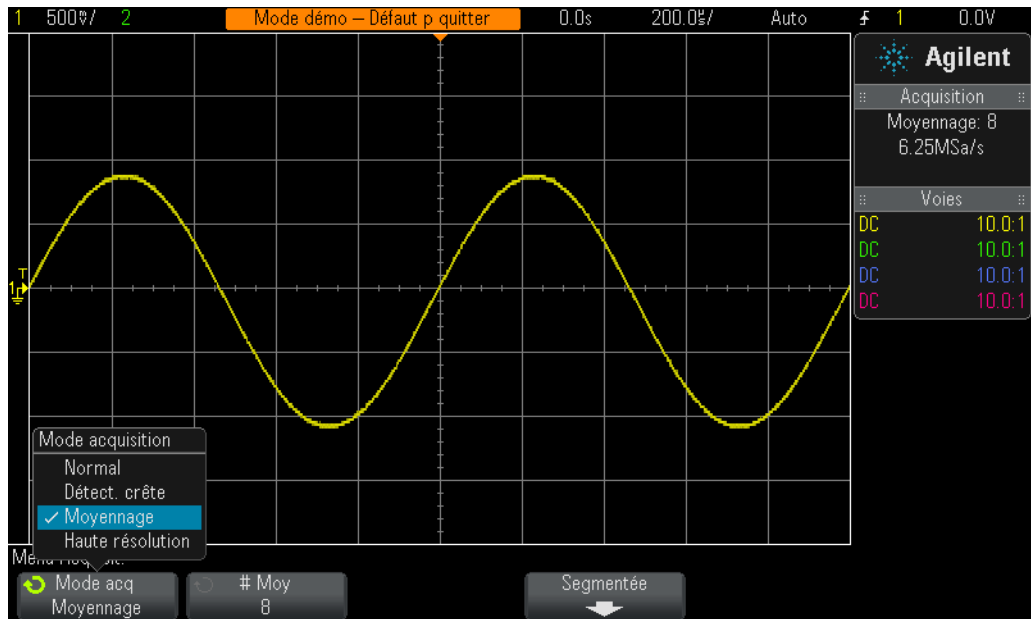 1 500mV/ 2 Mode démo – Défaut p quitter 0.0s 200.0µs/ Auto 1 0.0V
Agilent
Acquisition
Moyennage: 8
6.25MSa/s
Voies
DC 10.0:1
DC 10.0:1
DC 10.0:1
DC 10.0:1
T
1
Mode acquisition
Normal
Détect. crête
Moyennage
Haute résolution
Mode acq
Moyennage
# Moy
8
Segmentée